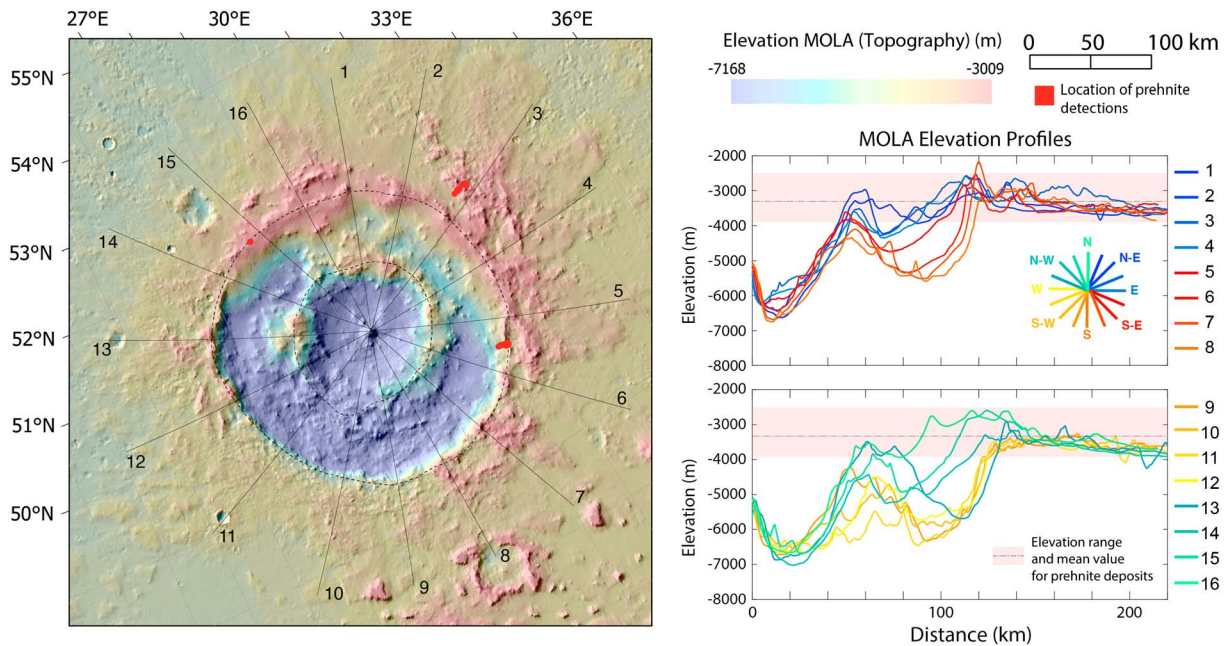 27°E 30°E 33°E 36°E
55°N
54°N
53°N
52°N
51°N
50°N
1
2
3
4
5
6
7
8
9
10
11
12
13
14
15
16
Elevation MOLA (Topography) (m)
-7168 -3009
0 50 100 km
Location of prehnite
detections
MOLA Elevation Profiles
-2000
-3000
-4000
-5000
-6000
-7000
-8000
Elevation (m)
N
N-W N-E
W E
S-W S-E
S
1
2
3
4
5
6
7
8
-2000
-3000
-4000
-5000
-6000
-7000
-8000
Elevation (m)
Elevation range
and mean value
for prehnite deposits
9
10
11
12
13
14
15
16
0 100 200
Distance (km)